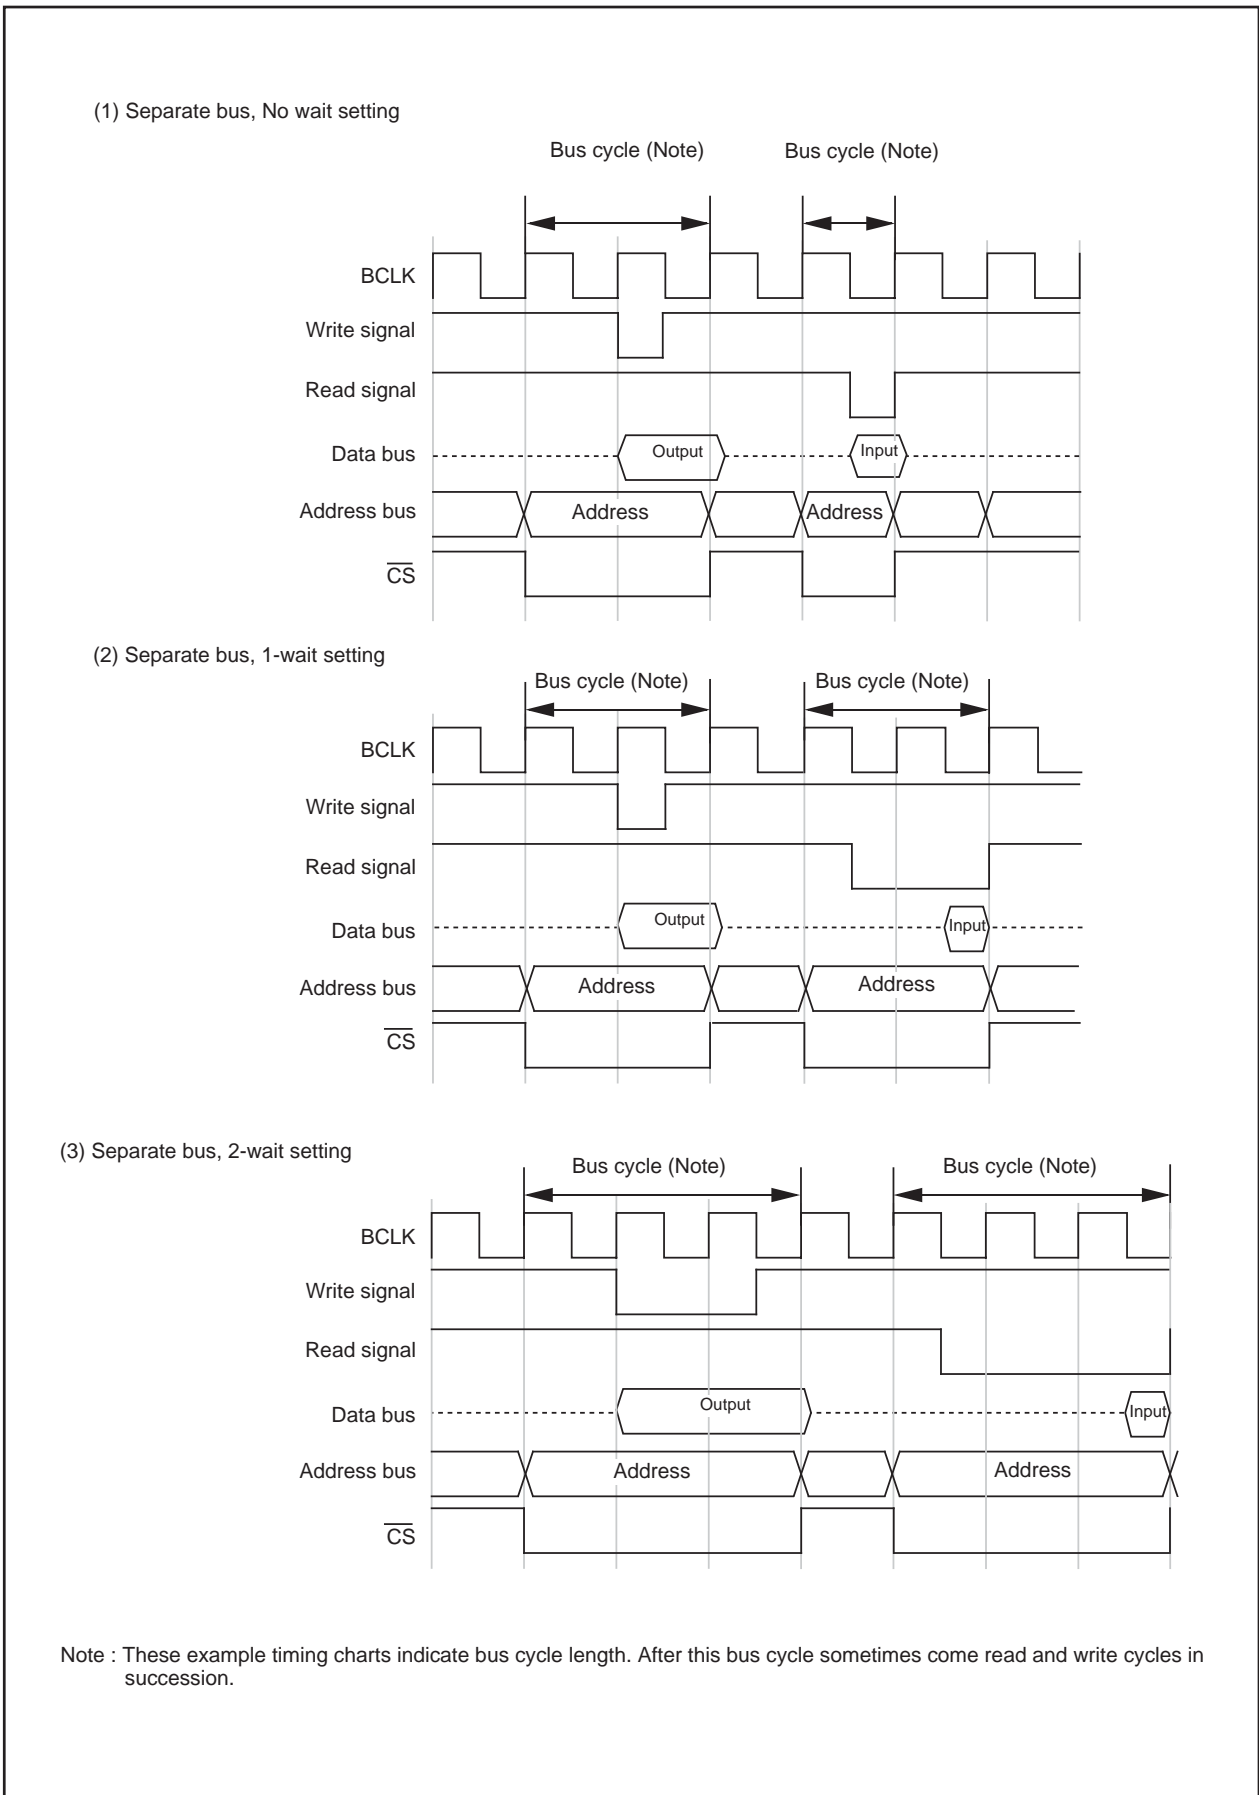 (1) Separate bus, No wait setting
Bus cycle (Note) Bus cycle (Note)
BCLK
Write signal
Read signal
Data bus Output Input
Address bus Address Address
CS
(2) Separate bus, 1-wait setting
Bus cycle (Note) Bus cycle (Note)
BCLK
Write signal
Read signal
Data bus Output Input
Address bus Address Address
CS
(3) Separate bus, 2-wait setting
Bus cycle (Note) Bus cycle (Note)
BCLK
Write signal
Read signal
Data bus Output Input
Address bus Address Address
CS
Note : These example timing charts indicate bus cycle length. After this bus cycle sometimes come read and write cycles in
succession.